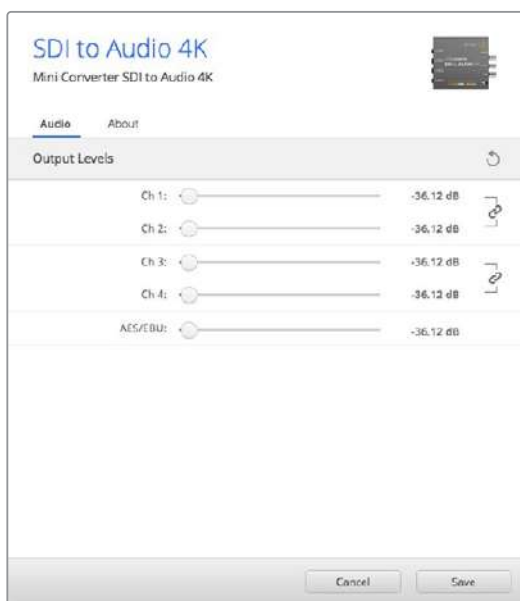 SDI to Audio 4K
Mini Converter SDI to Audio 4K
Audio About
Output Levels
Ch 1: -36.12 dB
Ch 2: -36.12 dB
Ch 3: -36.12 dB
Ch 4: -36.12 dB
AES/EBU: -36.12 dB
Cancel Save